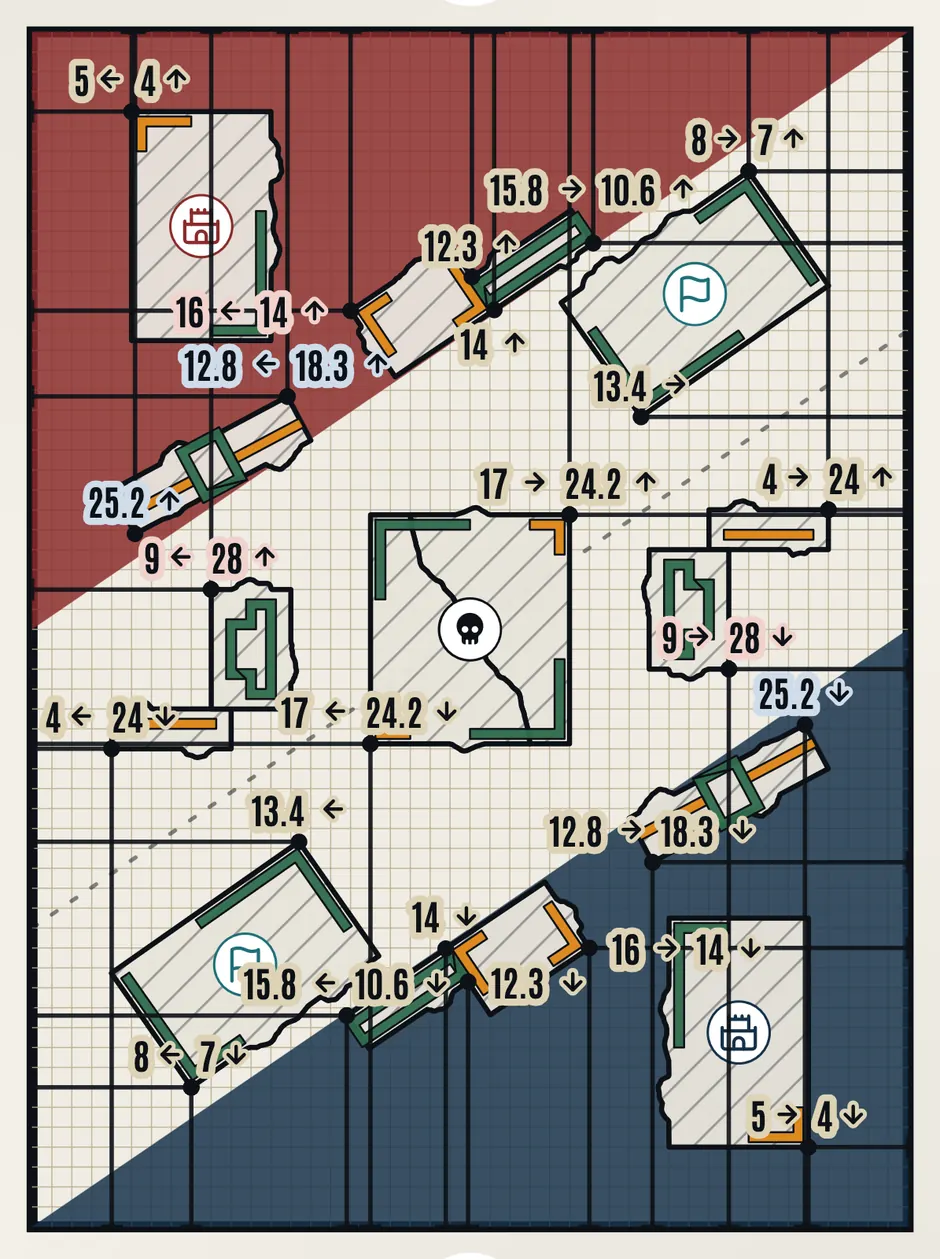 5 ← 4 ↑
8 → 7 ↑
15.8 → 10.6 ↑
12.3 ↑
16 ← 14 ↑
14 ↑
12.8 ← 18.3 ↑
13.4 →
17 → 24.2 ↑
4 → 24 ↑
25.2 ↑
9 ← 28 ↑
9 → 28 ↓
25.2 ↓
4 ← 24 ↓
17 ← 24.2 ↓
13.4 ←
12.8 → 18.3 ↓
14 ↓
16 → 14 ↓
15.8 ← 10.6 ↓
12.3 ↓
8 ← 7 ↓
5 → 4 ↓